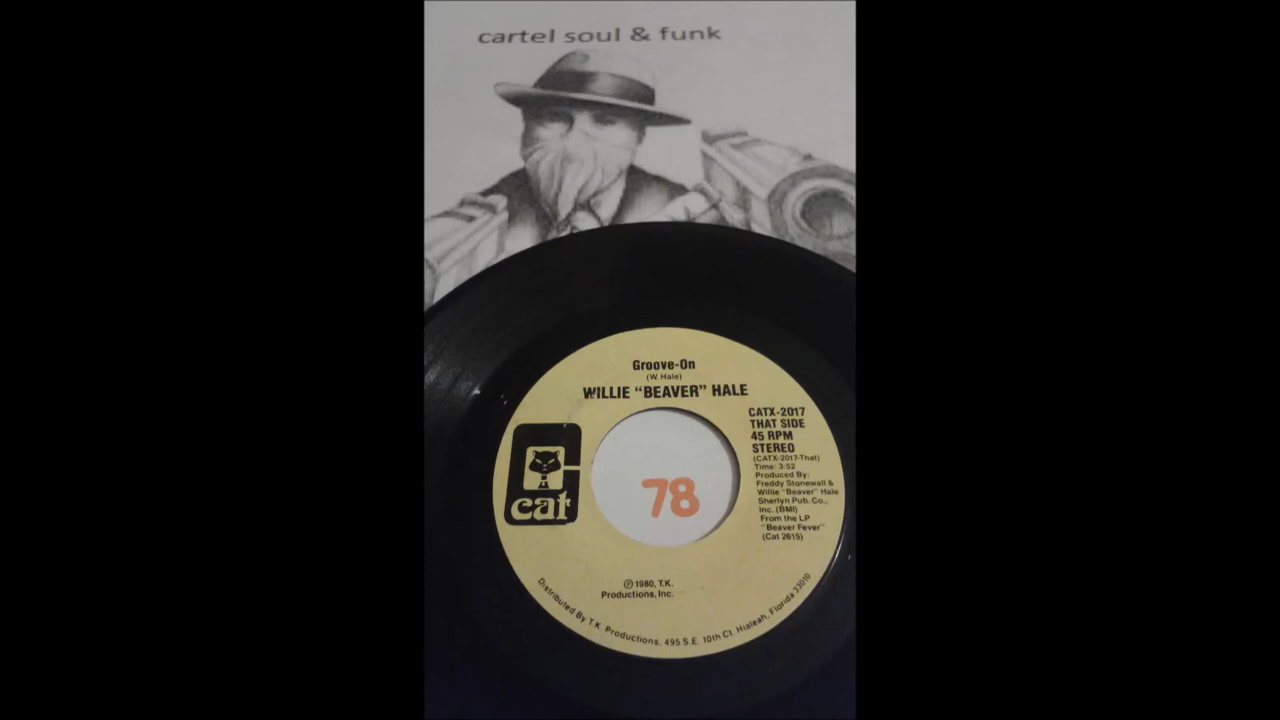 cartel soul & funk
Groove-On
(W. Hale)
WILLIE "BEAVER" HALE
CATX-2017
THAT SIDE
45 RPM
STEREO
(CATX-2017-That)
Time: 3:52
Produced By:
Freddy Stonewall &
Willie "Beaver" Hale
Sherlyn Pub. Co.,
Inc. (BMI)
From the LP
"Beaver Fever"
(Cat 2615)
cat
78
℗ 1980, T.K.
Productions, Inc.
Distributed By T.K. Productions, 495 S.E. 10th Ct. Hialeah, Florida 33010